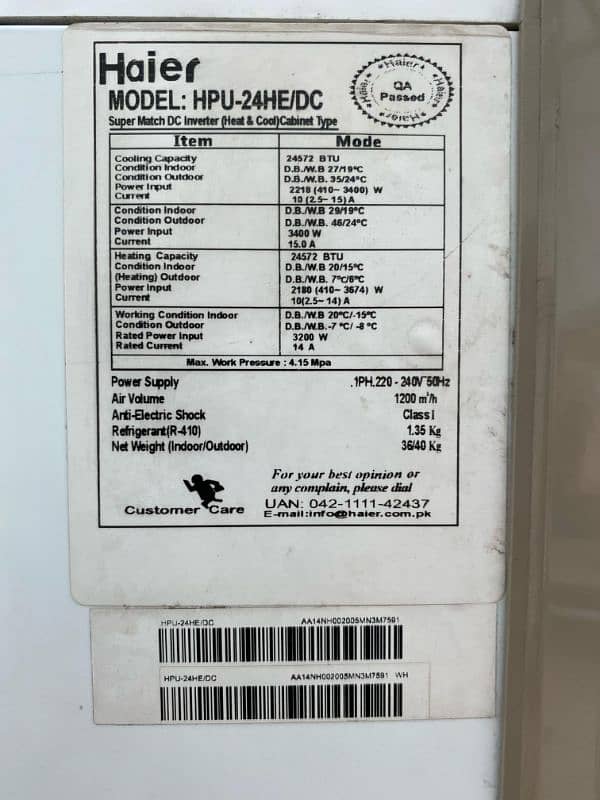 Haier
Haier
Haier
Haier
Haier
QA
Passed
MODEL: HPU-24HE/DC
Super Match DC Inverter (Heat & Cool)Cabinet Type
Item Mode
Cooling Capacity 24572 BTU
Condition Indoor D.B./W.B 27/19°C
Condition Outdoor D.B./W.B. 35/24°C
Power Input 2218 (410~ 3400) W
Current 10 (2.5~ 15) A
Condition Indoor D.B./W.B 29/19°C
Condition Outdoor D.B./W.B. 46/24°C
Power Input 3400 W
Current 15.0 A
Heating Capacity 24572 BTU
Condition Indoor D.B./W.B 20/15°C
(Heating) Outdoor D.B./W.B. 7°c/6°C
Power Input 2180 (410~ 3674) W
Current 10(2.5~ 14) A
Working Condition Indoor D.B./W.B 20°C/-15°C
Condition Outdoor D.B./W.B.-7 °C/ -8 °C
Rated Power Input 3200 W
Rated Current 14 A
Max. Work Pressure : 4.15 Mpa
Power Supply .1PH.220 - 240V~50Hz
Air Volume 1200 m³/h
Anti-Electric Shock Class I
Refrigerant(R-410) 1.35 Kg
Net Weight (Indoor/Outdoor) 36/40 Kg
Customer Care
For your best opinion or
any complain, please dial
UAN: 042-1111-42437
E-mail:info@haier.com.pk
HPU-24HE/DC AA14NH002005MN3M7591
HPU-24HE/DC AA14NH002005MN3M7591 WH